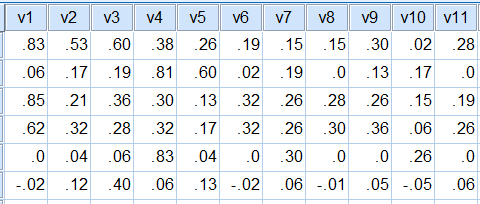 v1 v2 v3 v4 v5 v6 v7 v8 v9 v10 v11
.83 .53 .60 .38 .26 .19 .15 .15 .30 .02 .28
.06 .17 .19 .81 .60 .02 .19 .0 .13 .17 .0
.85 .21 .36 .30 .13 .32 .26 .28 .26 .15 .19
.62 .32 .28 .32 .17 .32 .26 .30 .36 .06 .26
.0 .04 .06 .83 .04 .0 .30 .0 .0 .26 .0
-.02 .12 .40 .06 .13 -.02 .06 -.01 .05 -.05 .06